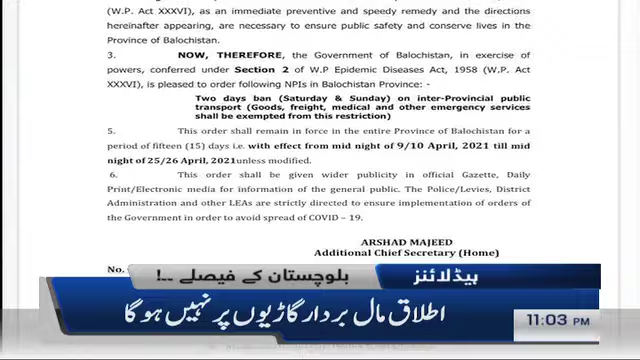 (W.P. Act XXXVI), as an immediate preventive and speedy remedy and the directions
hereinafter appearing, are necessary to ensure public safety and conserve lives in the
Province of Balochistan.
3. NOW, THEREFORE, the Government of Balochistan, in exercise of
powers, conferred under Section 2 of W.P Epidemic Diseases Act, 1958 (W.P. Act
XXXVI), is pleased to order following NPIs in Balochistan Province: -
Two days ban (Saturday & Sunday) on inter-Provincial public
transport (Goods, freight, medical and other emergency services
shall be exempted from this restriction)
5. This order shall remain in force in the entire Province of Balochistan for a
period of fifteen (15) days i.e. with effect from mid night of 9/10 April, 2021 till mid
night of 25/26 April, 2021unless modified.
6. This order shall be given wider publicity in official Gazette, Daily
Print/Electronic media for information of the general public. The Police/Levies, District
Administration and other LEAs are strictly directed to ensure implementation of orders of
the Government in order to avoid spread of COVID – 19.
ARSHAD MAJEED
Additional Chief Secretary (Home)
No.
ہیڈلائنز
بلوچستان کے فیصلے ..!
اطلاق مال بردار گاڑیوں پر نہیں ہوگا
11:03 PM